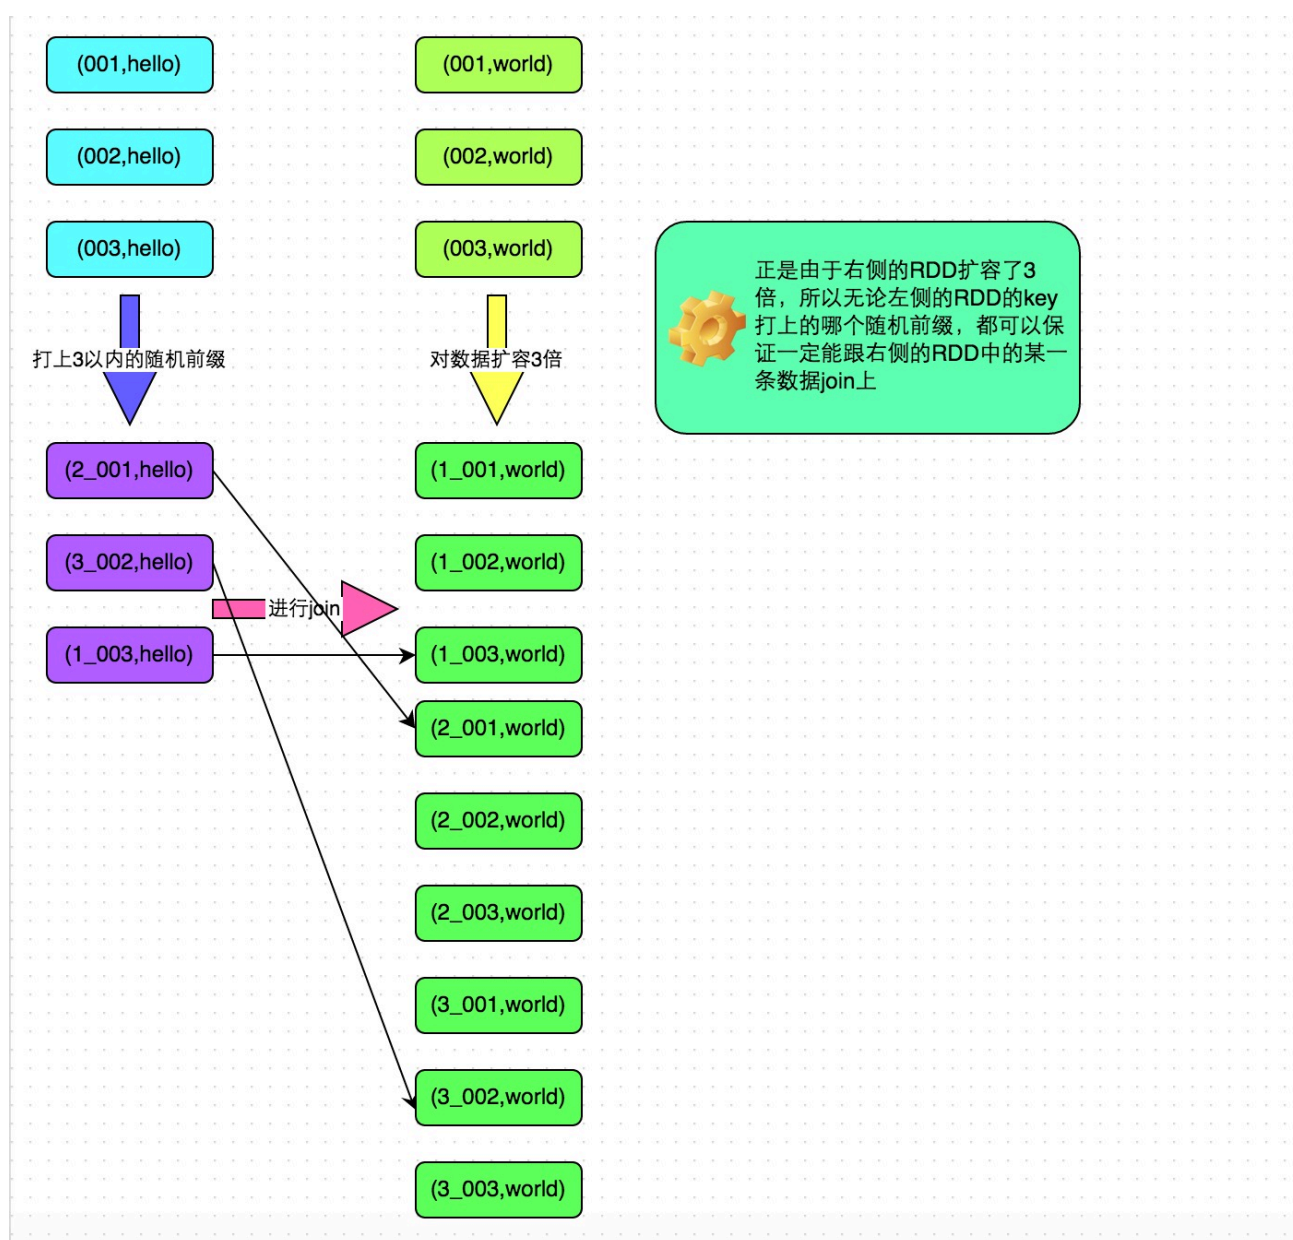 (001,hello)
(001,world)
(002,hello)
(002,world)
(003,hello)
(003,world)
正是由于右侧的RDD扩容了3
倍，所以无论左侧的RDD的key
打上的哪个随机前缀，都可以保
证一定能跟右侧的RDD中的某一
条数据join上
打上3以内的随机前缀
对数据扩容3倍
(2_001,hello)
(1_001,world)
(3_002,hello)
(1_002,world)
进行join
(1_003,hello)
(1_003,world)
(2_001,world)
(2_002,world)
(2_003,world)
(3_001,world)
(3_002,world)
(3_003,world)